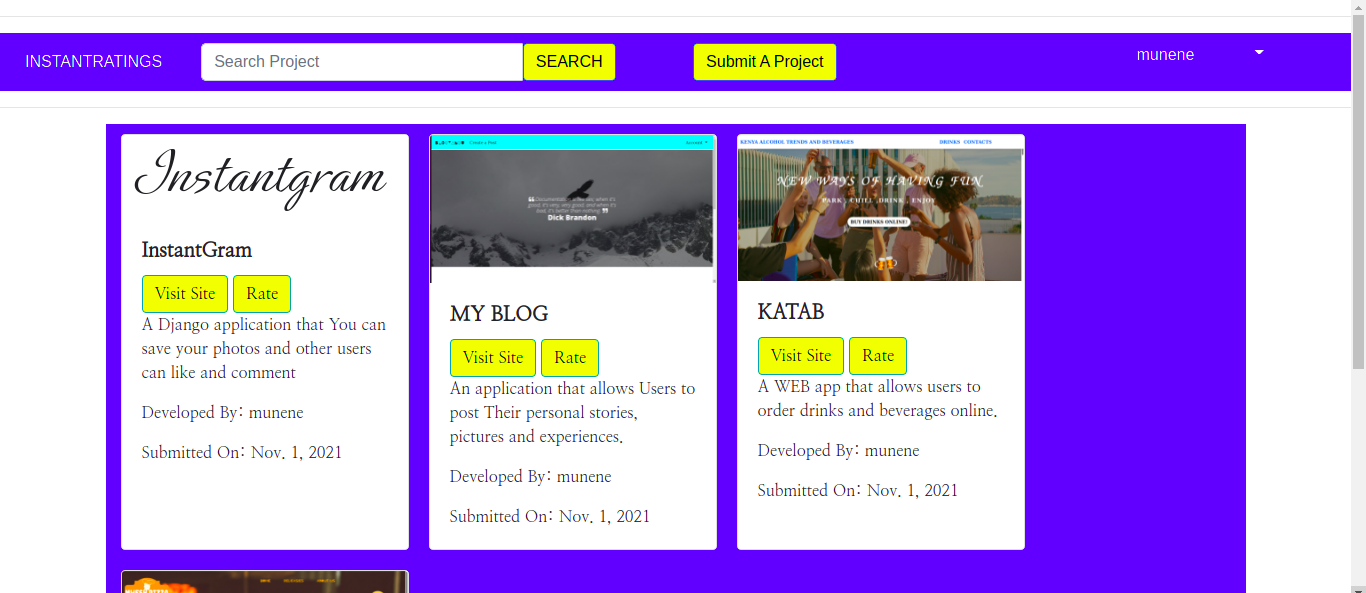 INSTANTRATINGS
Search Project
SEARCH
Submit A Project
munene
Instantgram
InstantGram
Visit Site
Rate
A Django application that You can
save your photos and other users
can like and comment
Developed By: munene
Submitted On: Nov. 1, 2021
Create a Post
Account
Dick Brandon
MY BLOG
Visit Site
Rate
An application that allows Users to
post Their personal stories,
pictures and experiences.
Developed By: munene
Submitted On: Nov. 1, 2021
KENYA ALCOHOL TRENDS AND BEVERAGES
DRINKS CONTACTS
NEW WAYS OF HAVING FUN
PARK , CHILL ,DRINK , ENJOY
BUY DRINKS ONLINE!
KATAB
Visit Site
Rate
A WEB app that allows users to
order drinks and beverages online.
Developed By: munene
Submitted On: Nov. 1, 2021